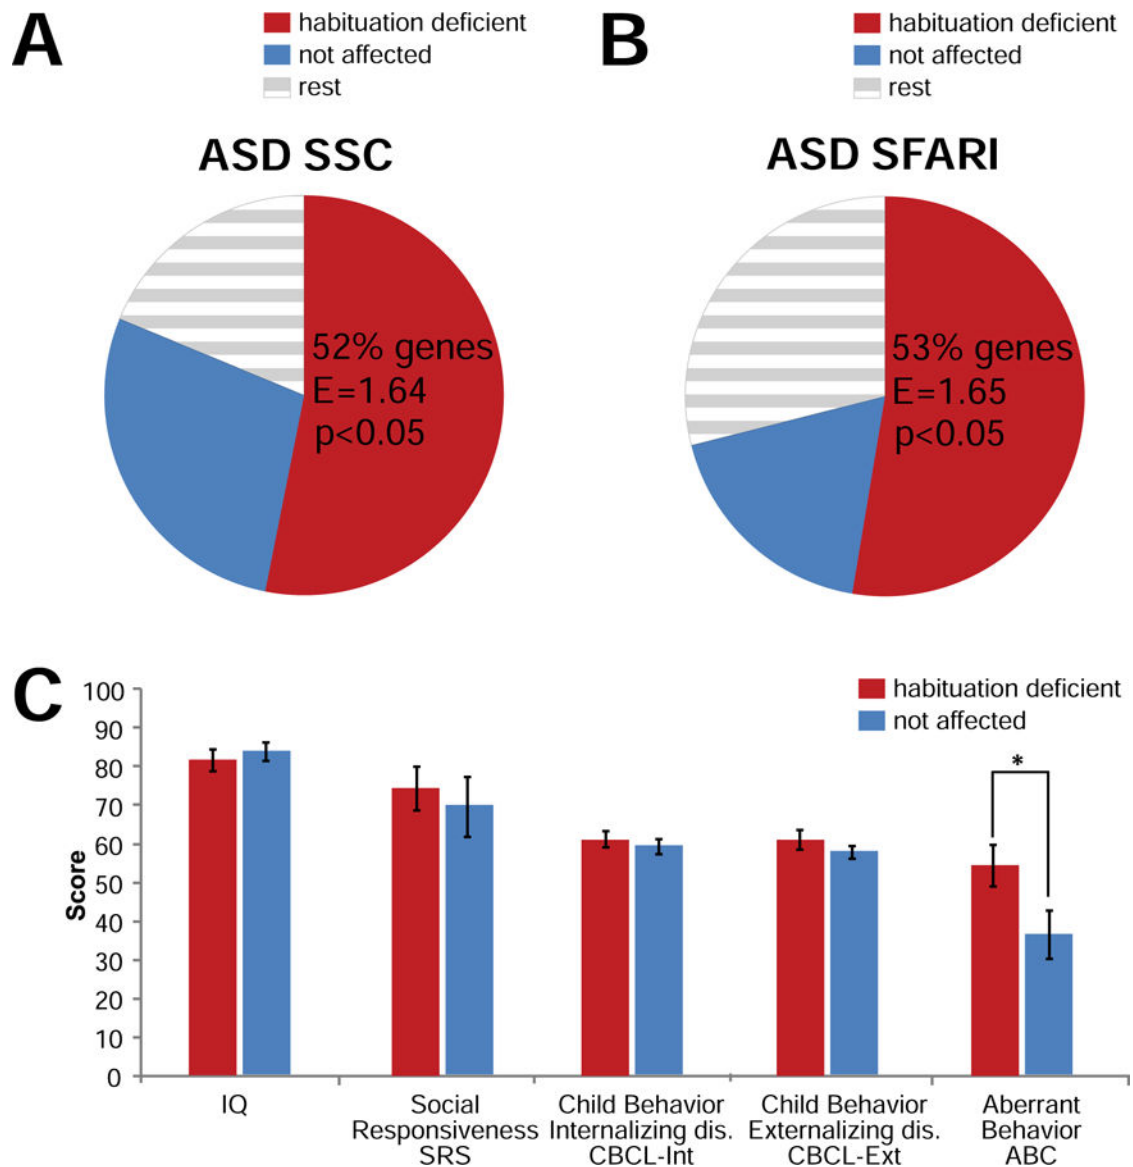 A
habituation deficient
not affected
rest
ASD SSC
52% genes
E=1.64
p<0.05
B
habituation deficient
not affected
rest
ASD SFARI
53% genes
E=1.65
p<0.05
C
habituation deficient
not affected
Score
100
90
80
70
60
50
40
30
20
10
0
*
IQ
Social
Responsiveness
SRS
Child Behavior
Internalizing dis.
CBCL-Int
Child Behavior
Externalizing dis.
CBCL-Ext
Aberrant
Behavior
ABC